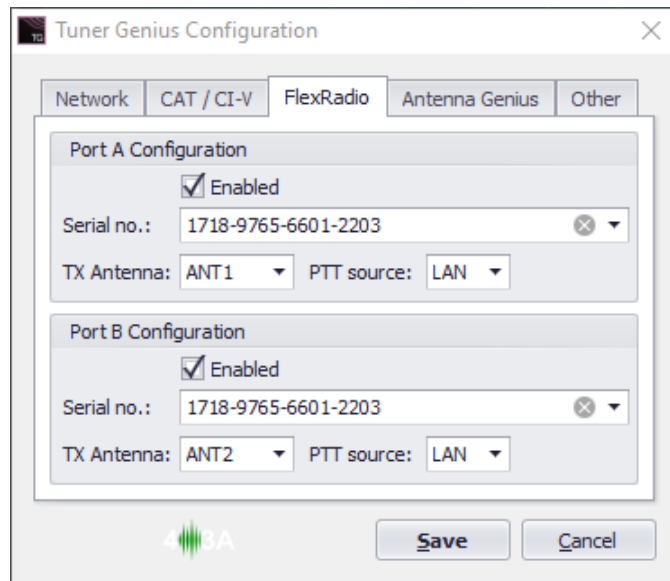 TG Tuner Genius Configuration
Network CAT / CI-V FlexRadio Antenna Genius Other
Port A Configuration
Enabled
Serial no.: 1718-9765-6601-2203
TX Antenna: ANT1 PTT source: LAN
Port B Configuration
Enabled
Serial no.: 1718-9765-6601-2203
TX Antenna: ANT2 PTT source: LAN
Save Cancel